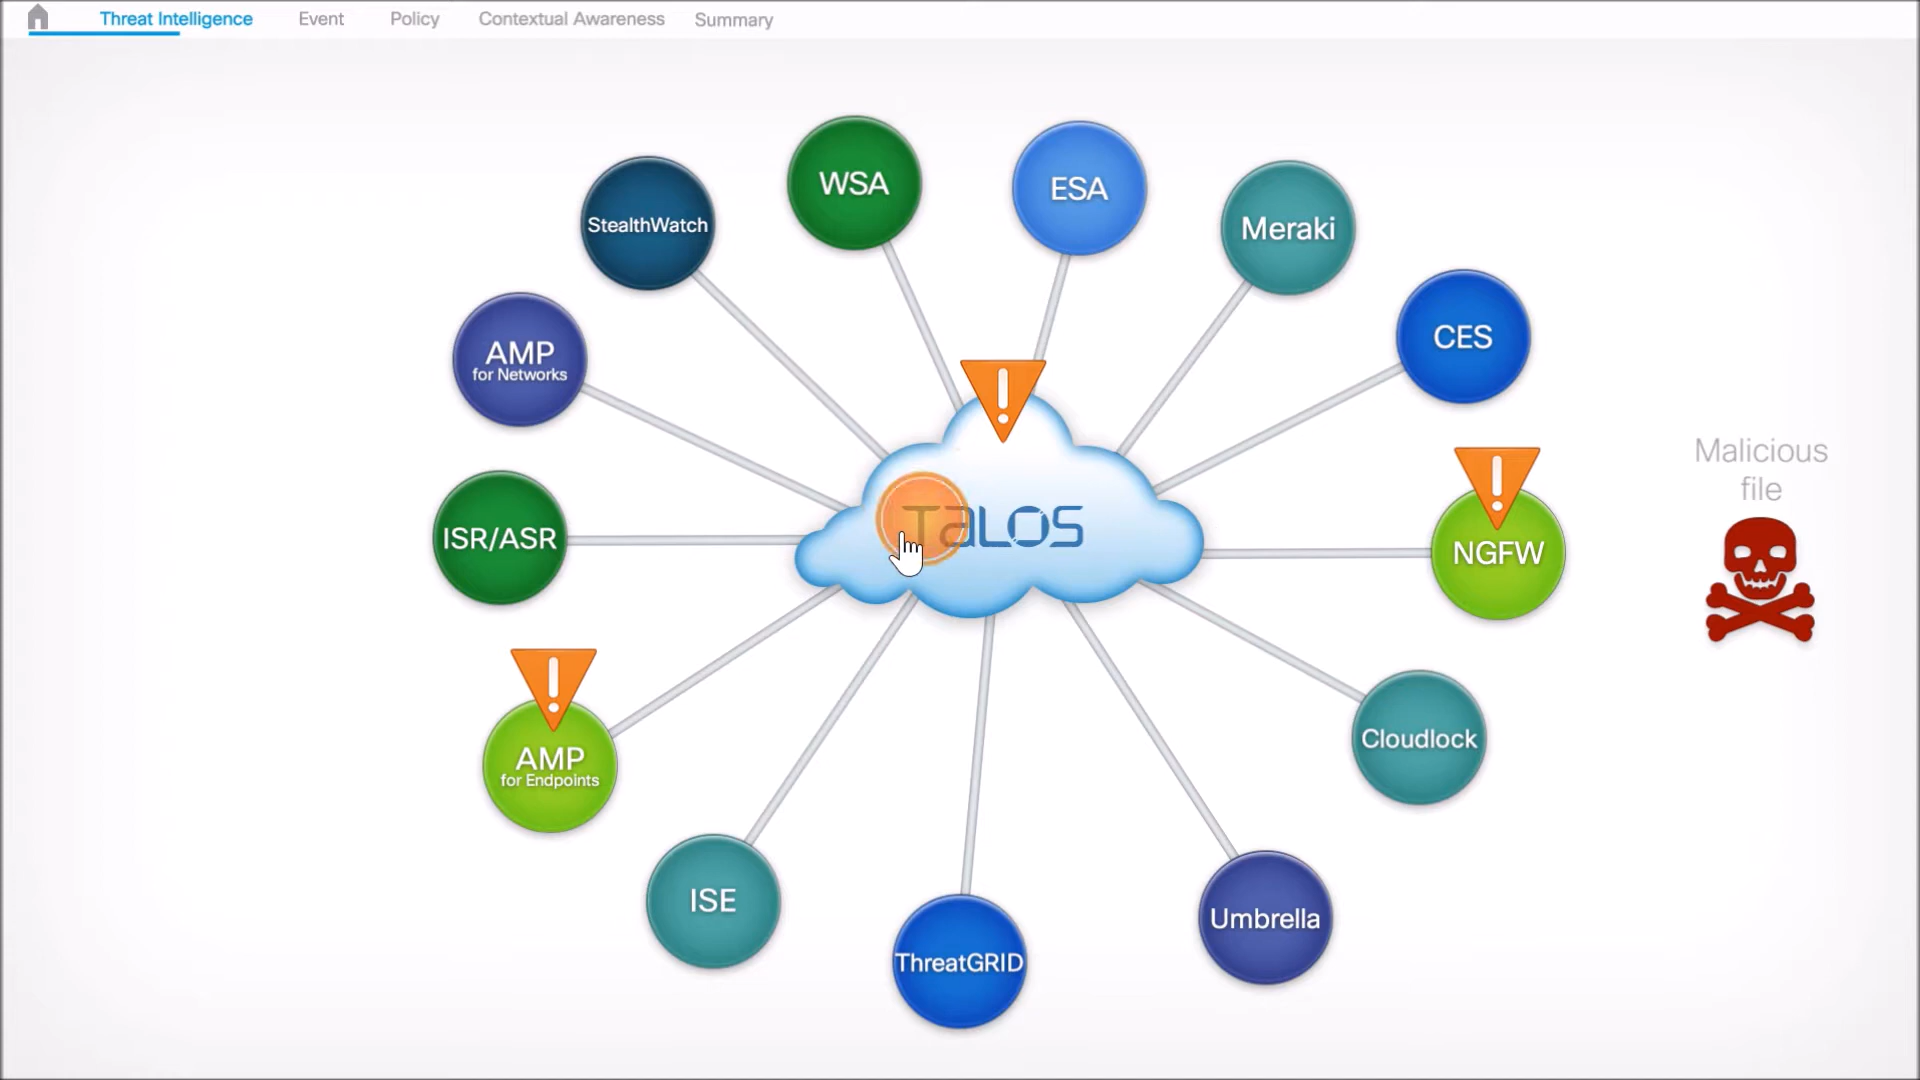 Threat Intelligence
Event
Policy
Contextual Awareness
Summary
WSA
ESA
StealthWatch
Meraki
CES
AMP
for Networks
!
Malicious
file
!
TaLOS
ISR/ASR
NGFW
!
AMP
for Endpoints
Cloudlock
ISE
Umbrella
ThreatGRID